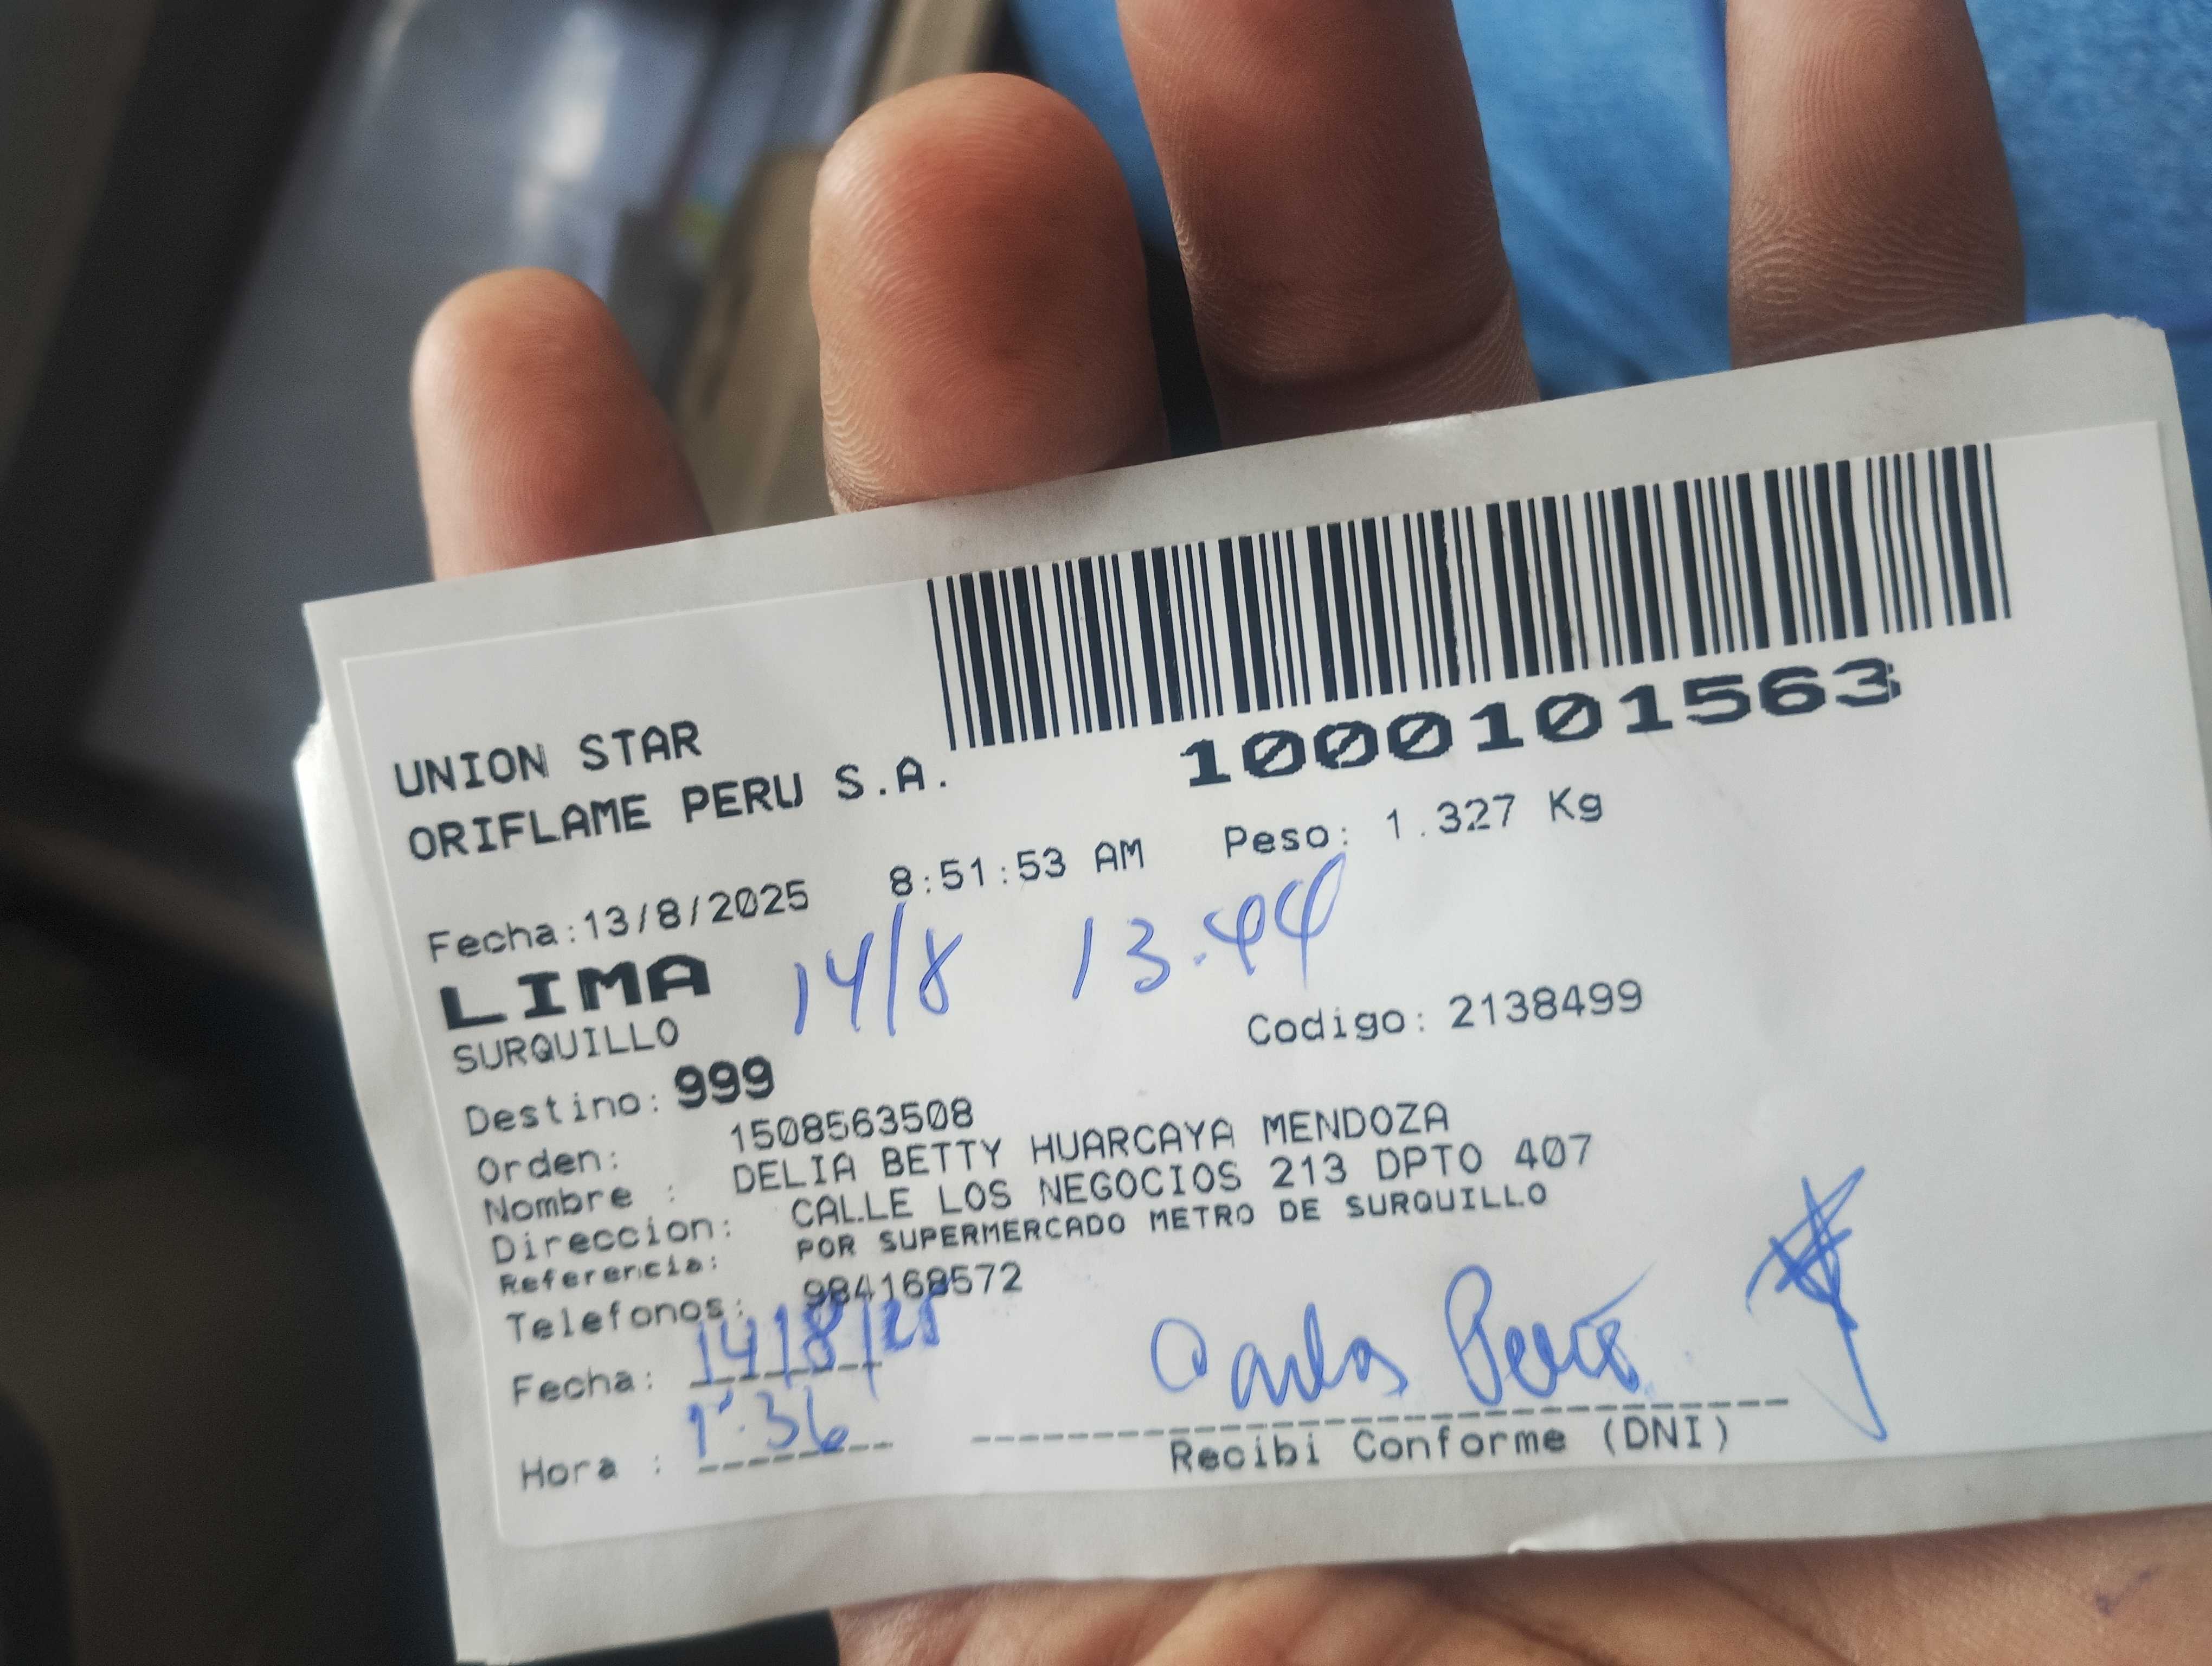 1000101563
UNION STAR
ORIFLAME PERU S.A.
Fecha:13/8/2025 8:51:53 AM Peso: 1.327 Kg
LIMA 14/8 13.44
SURQUILLO Codigo: 2138499
Destino: 999
Orden: 1508563508
Nombre : DELIA BETTY HUARCAYA MENDOZA
Direccion: CALLE LOS NEGOCIOS 213 DPTO 407
Referencia: POR SUPERMERCADO METRO DE SURQUILLO
Telefonos: 984168572
Fecha: 14/8/25
Hora : 1:36
Carlos
Recibi Conforme (DNI)